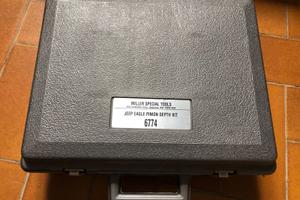 MILLER SPECIAL TOOLS
JEEP EAGLE PINION DEPTH KIT
6774